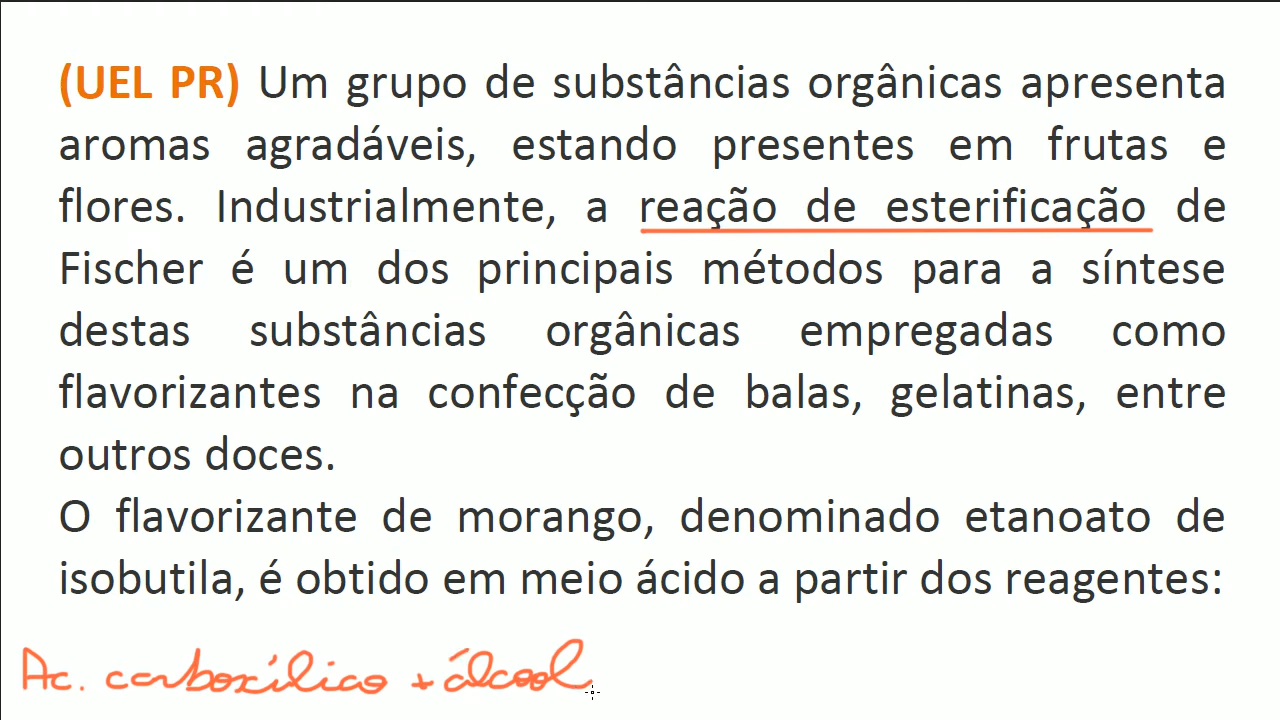 (UEL PR) Um grupo de substâncias orgânicas apresenta
aromas agradáveis, estando presentes em frutas e
flores. Industrialmente, a reação de esterificação de
Fischer é um dos principais métodos para a síntese
destas substâncias orgânicas empregadas como
flavorizantes na confecção de balas, gelatinas, entre
outros doces.
O flavorizante de morango, denominado etanoato de
isobutila, é obtido em meio ácido a partir dos reagentes:
Ac. carboxílico + álcool